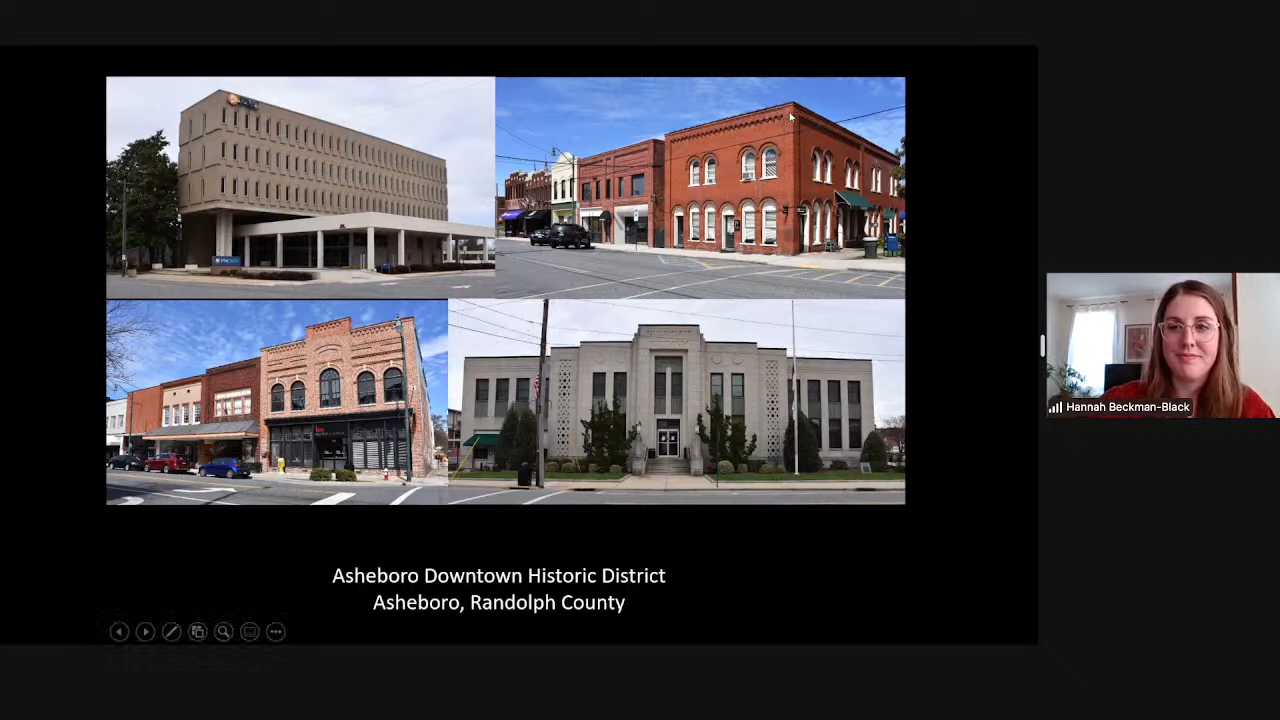 Asheboro Downtown Historic District
Asheboro, Randolph County
Hannah Beckman-Black